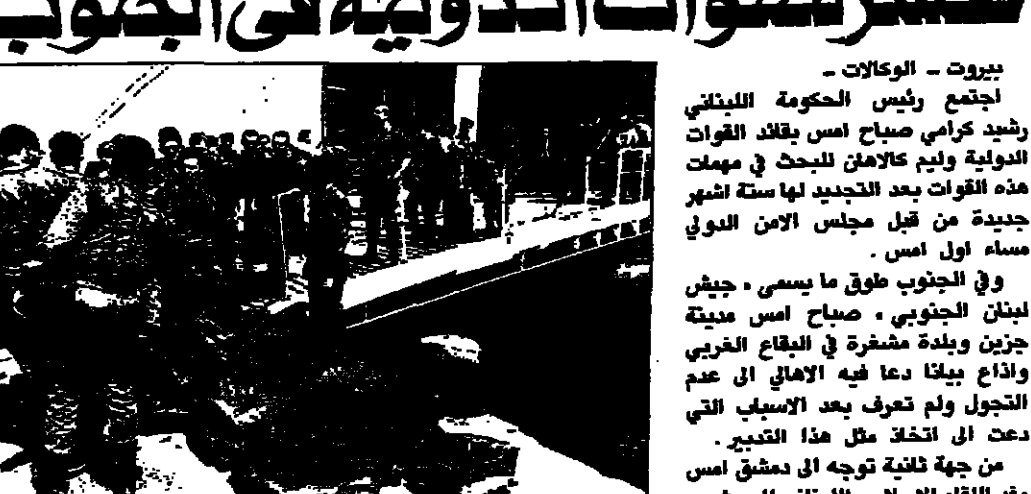 القوات الدولية في الجنوب
بيروت - الوكالات -
اجتمع رئيس الحكومة اللبناني
رشيد كرامي صباح امس بقائد القوات
الدولية وليم كالاهان للبحث في مهمات
هذه القوات بعد التجديد لها ستة اشهر
جديدة من قبل مجلس الامن الدولي
مساء اول امس .
وفي الجنوب طوق ما يسمى « جيش
لبنان الجنوبي » صباح امس مدينة
جزين وبلدة مشغرة في البقاع الغربي
واذاع بيانا دعا فيه الاهالي الى عدم
التجول ولم تعرف بعد الاسباب التي
دعت الى اتخاذ مثل هذا التدبير .
من جهة ثانية توجه الى دمشق امس